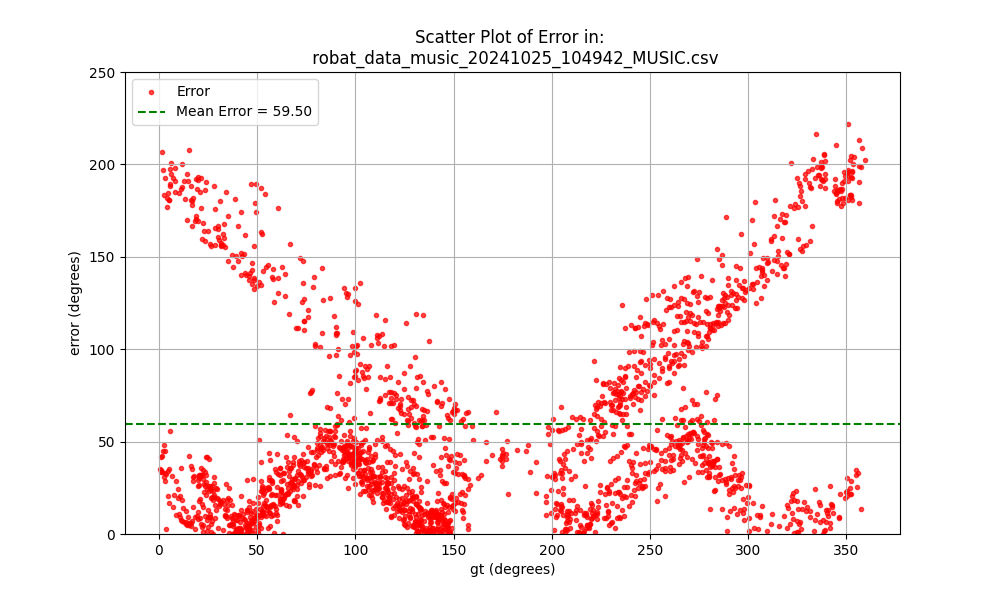 Scatter Plot of Error in:
robat_data_music_20241025_104942_MUSIC.csv
250
200
150
100
50
0
error (degrees)
Error
Mean Error = 59.50
0 50 100 150 200 250 300 350
gt (degrees)